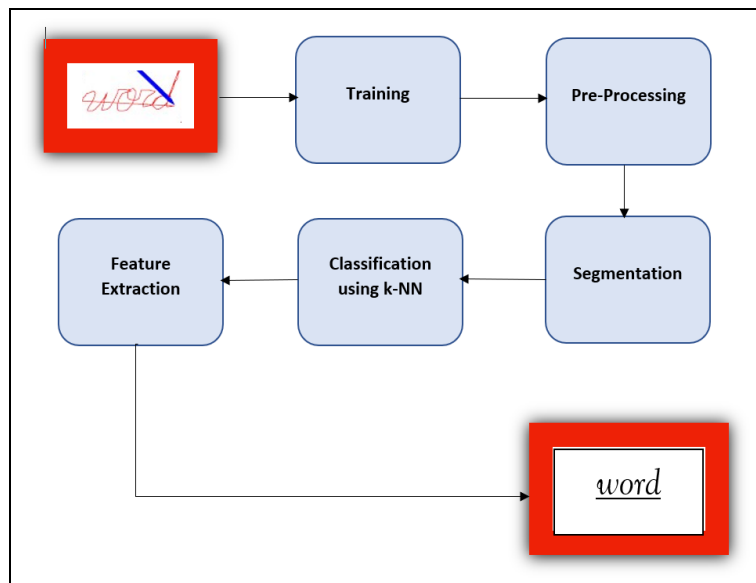 word
Training
Pre-Processing
Segmentation
Classification
using k-NN
Feature
Extraction
word